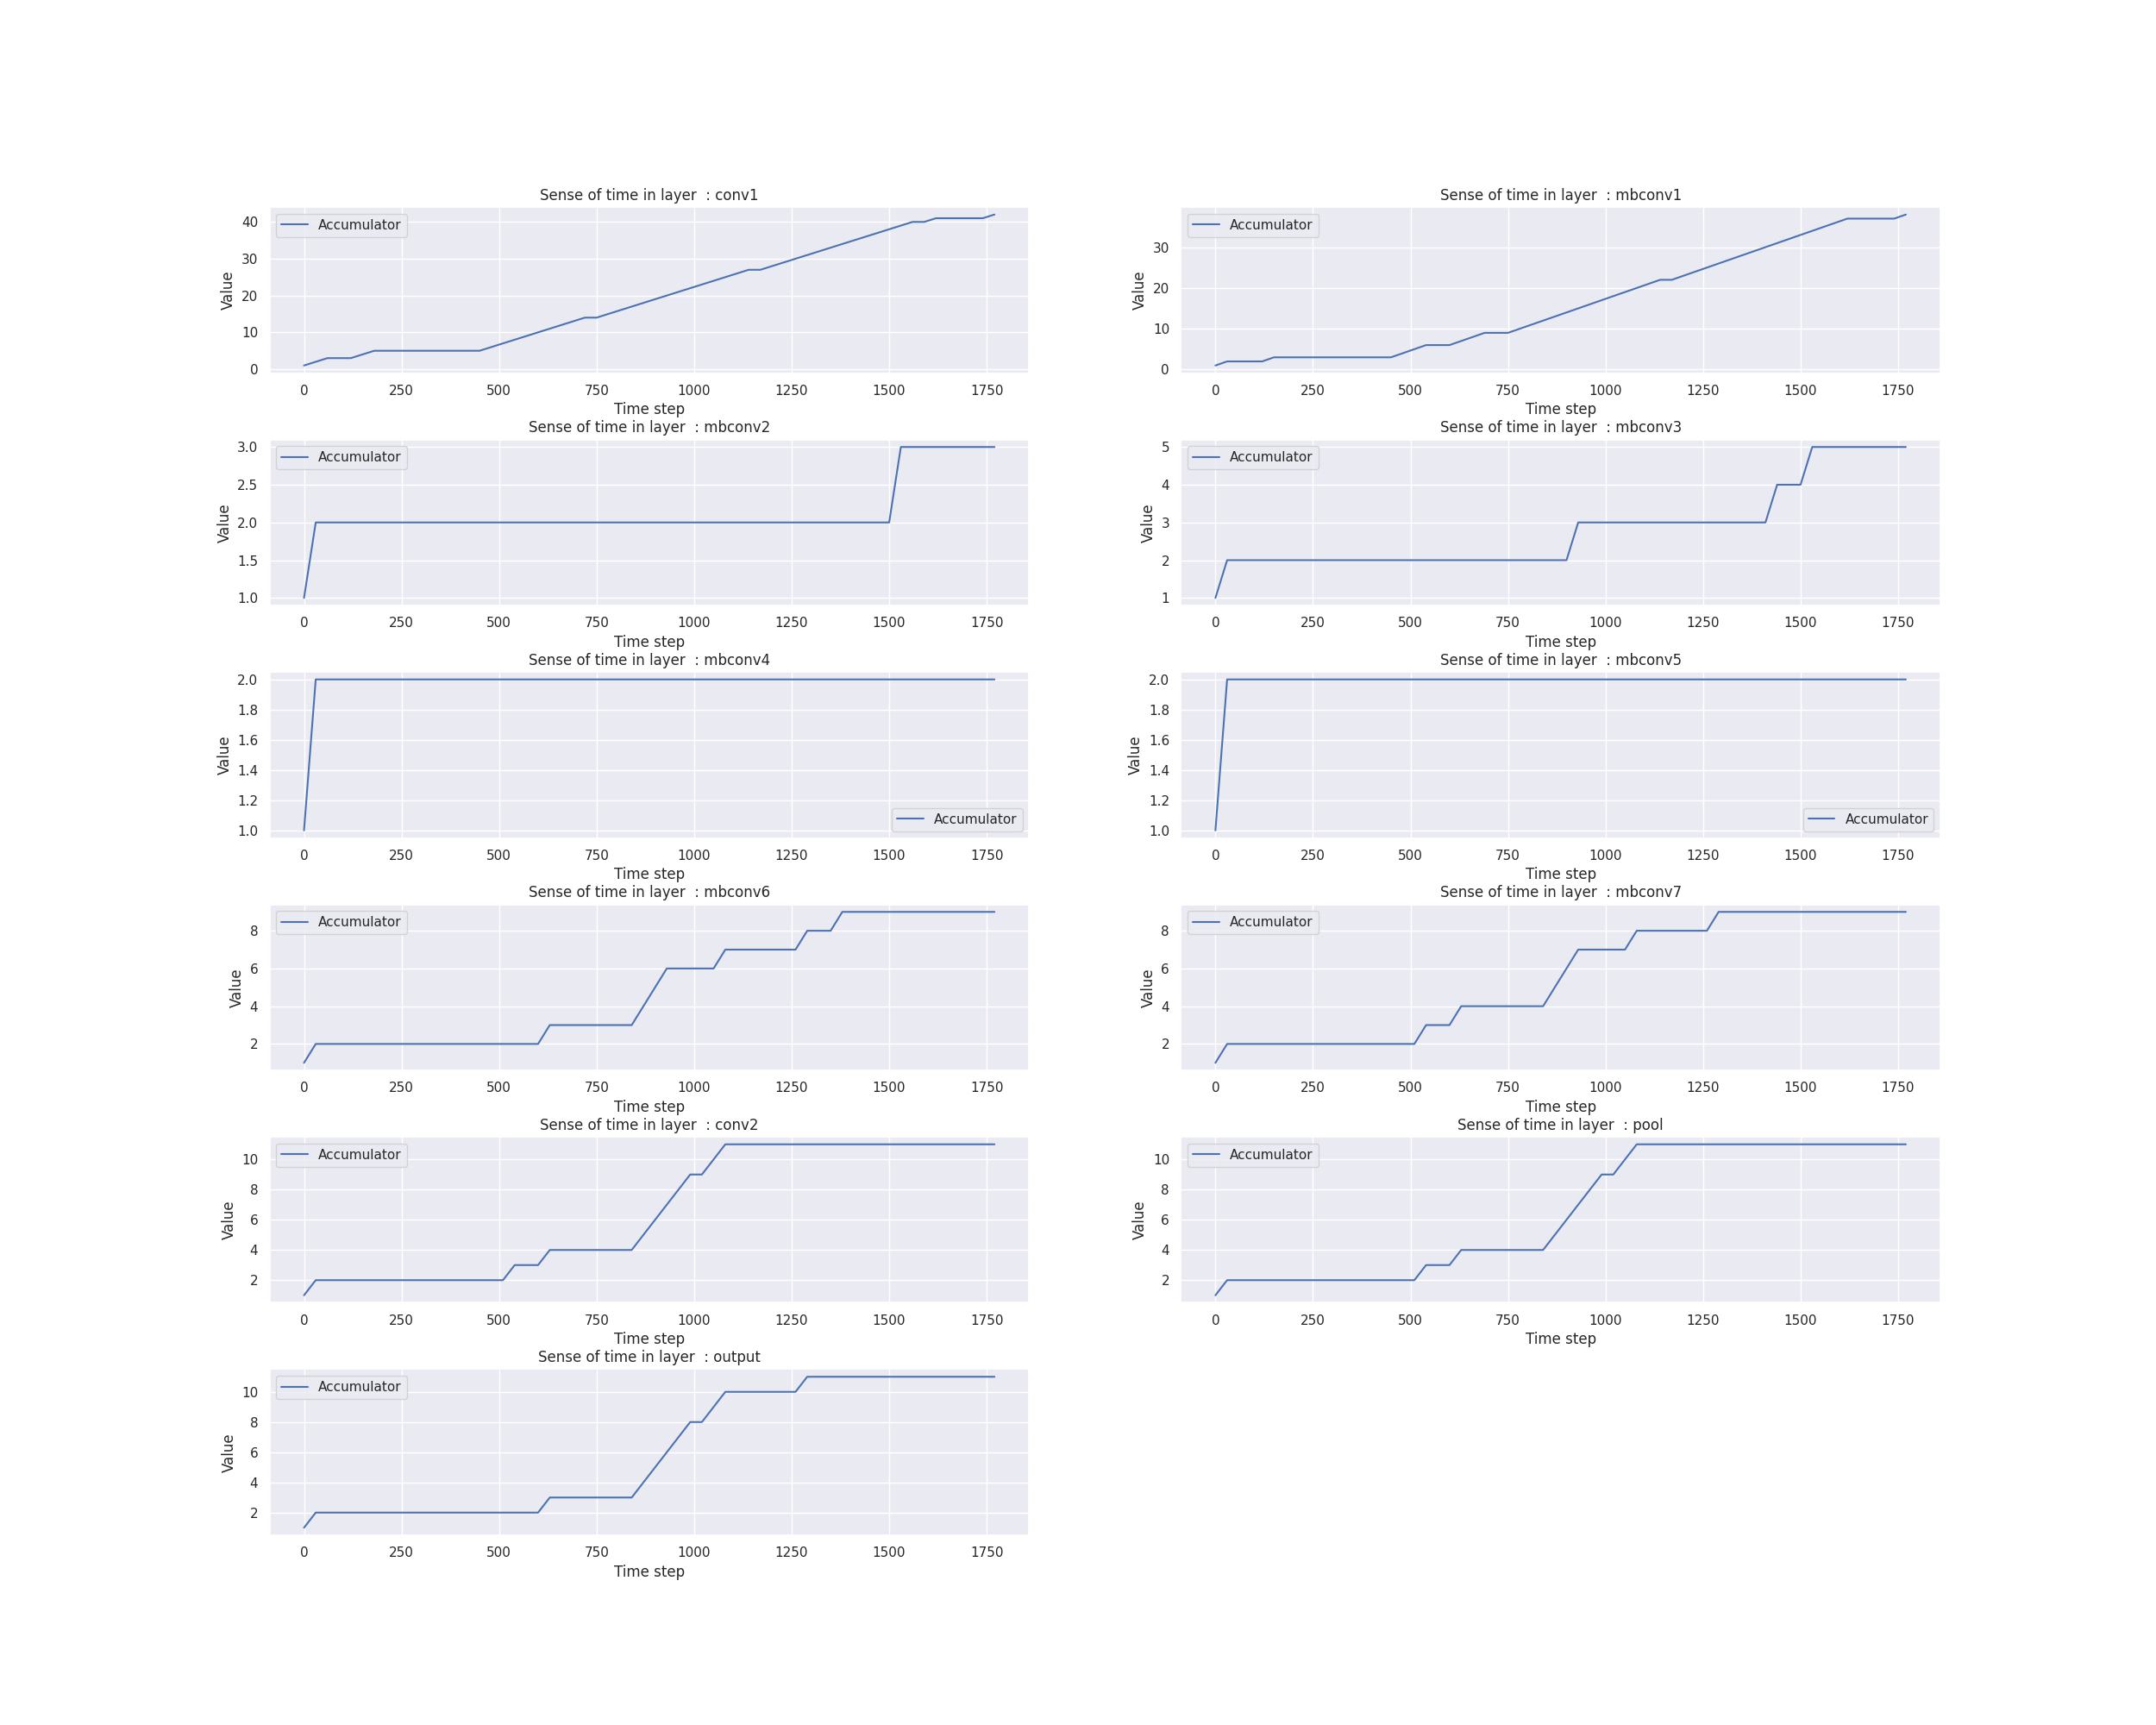 Sense of time in layer : conv1
Accumulator
Value
40
30
20
10
0
0 250 500 750 1000 1250 1500 1750
Time step
Sense of time in layer : mbconv1
Accumulator
Value
30
20
10
0
0 250 500 750 1000 1250 1500 1750
Time step
Sense of time in layer : mbconv2
Accumulator
Value
3.0
2.5
2.0
1.5
1.0
0 250 500 750 1000 1250 1500 1750
Time step
Sense of time in layer : mbconv3
Accumulator
Value
5
4
3
2
1
0 250 500 750 1000 1250 1500 1750
Time step
Sense of time in layer : mbconv4
Value
2.0
1.8
1.6
1.4
1.2
1.0
Accumulator
0 250 500 750 1000 1250 1500 1750
Time step
Sense of time in layer : mbconv5
Value
2.0
1.8
1.6
1.4
1.2
1.0
Accumulator
0 250 500 750 1000 1250 1500 1750
Time step
Sense of time in layer : mbconv6
Accumulator
Value
8
6
4
2
0 250 500 750 1000 1250 1500 1750
Time step
Sense of time in layer : mbconv7
Accumulator
Value
8
6
4
2
0 250 500 750 1000 1250 1500 1750
Time step
Sense of time in layer : conv2
Accumulator
Value
10
8
6
4
2
0 250 500 750 1000 1250 1500 1750
Time step
Sense of time in layer : pool
Accumulator
Value
10
8
6
4
2
0 250 500 750 1000 1250 1500 1750
Time step
Sense of time in layer : output
Accumulator
Value
10
8
6
4
2
0 250 500 750 1000 1250 1500 1750
Time step